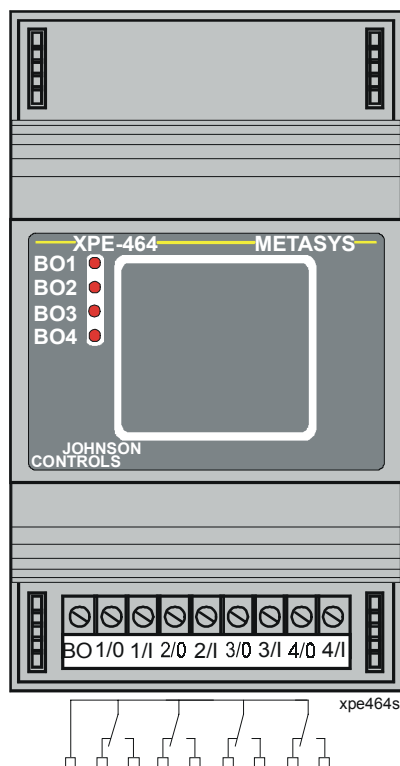 XPE-464 METASYS
BO1
BO2
BO3
BO4
JOHNSON
CONTROLS
BO 1/0 1/I 2/0 2/I 3/0 3/I 4/0 4/I
xpe464s